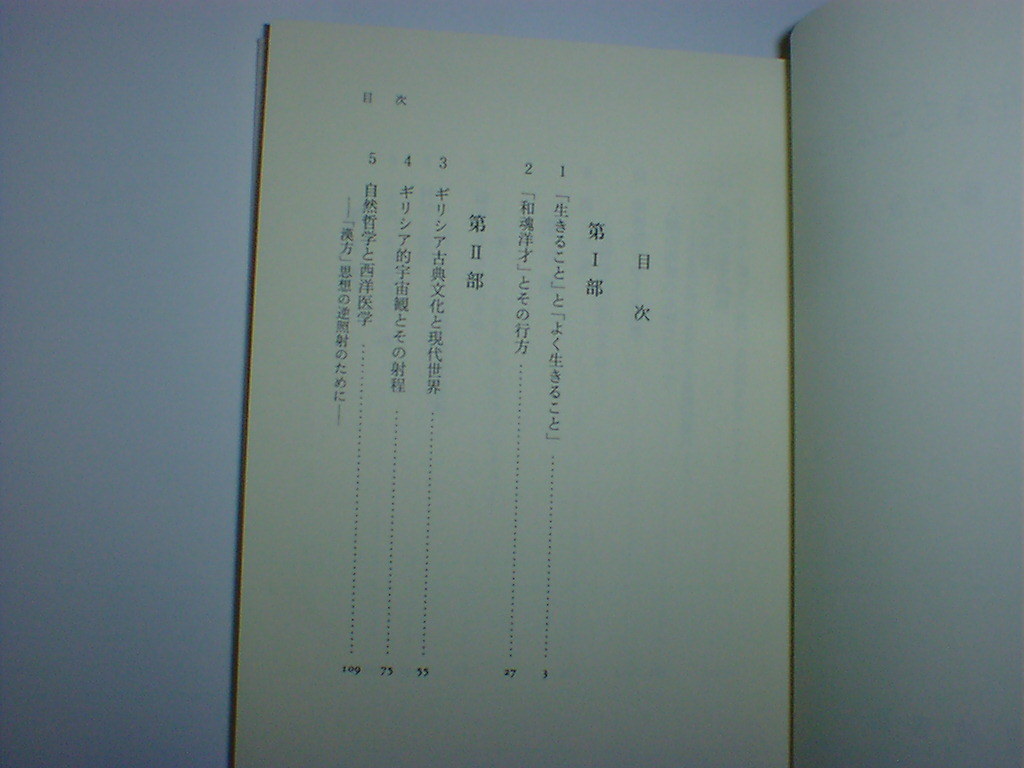 目次
第Ⅰ部
1 「生きること」と「よく生きること」 ‥‥‥‥‥‥‥‥ 3
2 「和魂洋才」とその行方 ‥‥‥‥‥‥‥‥ 27
第Ⅱ部
3 ギリシア古典文化と現代世界 ‥‥‥‥‥‥‥‥ 55
4 ギリシア的宇宙観とその射程 ‥‥‥‥‥‥‥‥ 75
5 自然哲学と西洋医学 ‥‥‥‥‥‥‥‥ 109
――「漢方」思想の逆照射のために――
目次